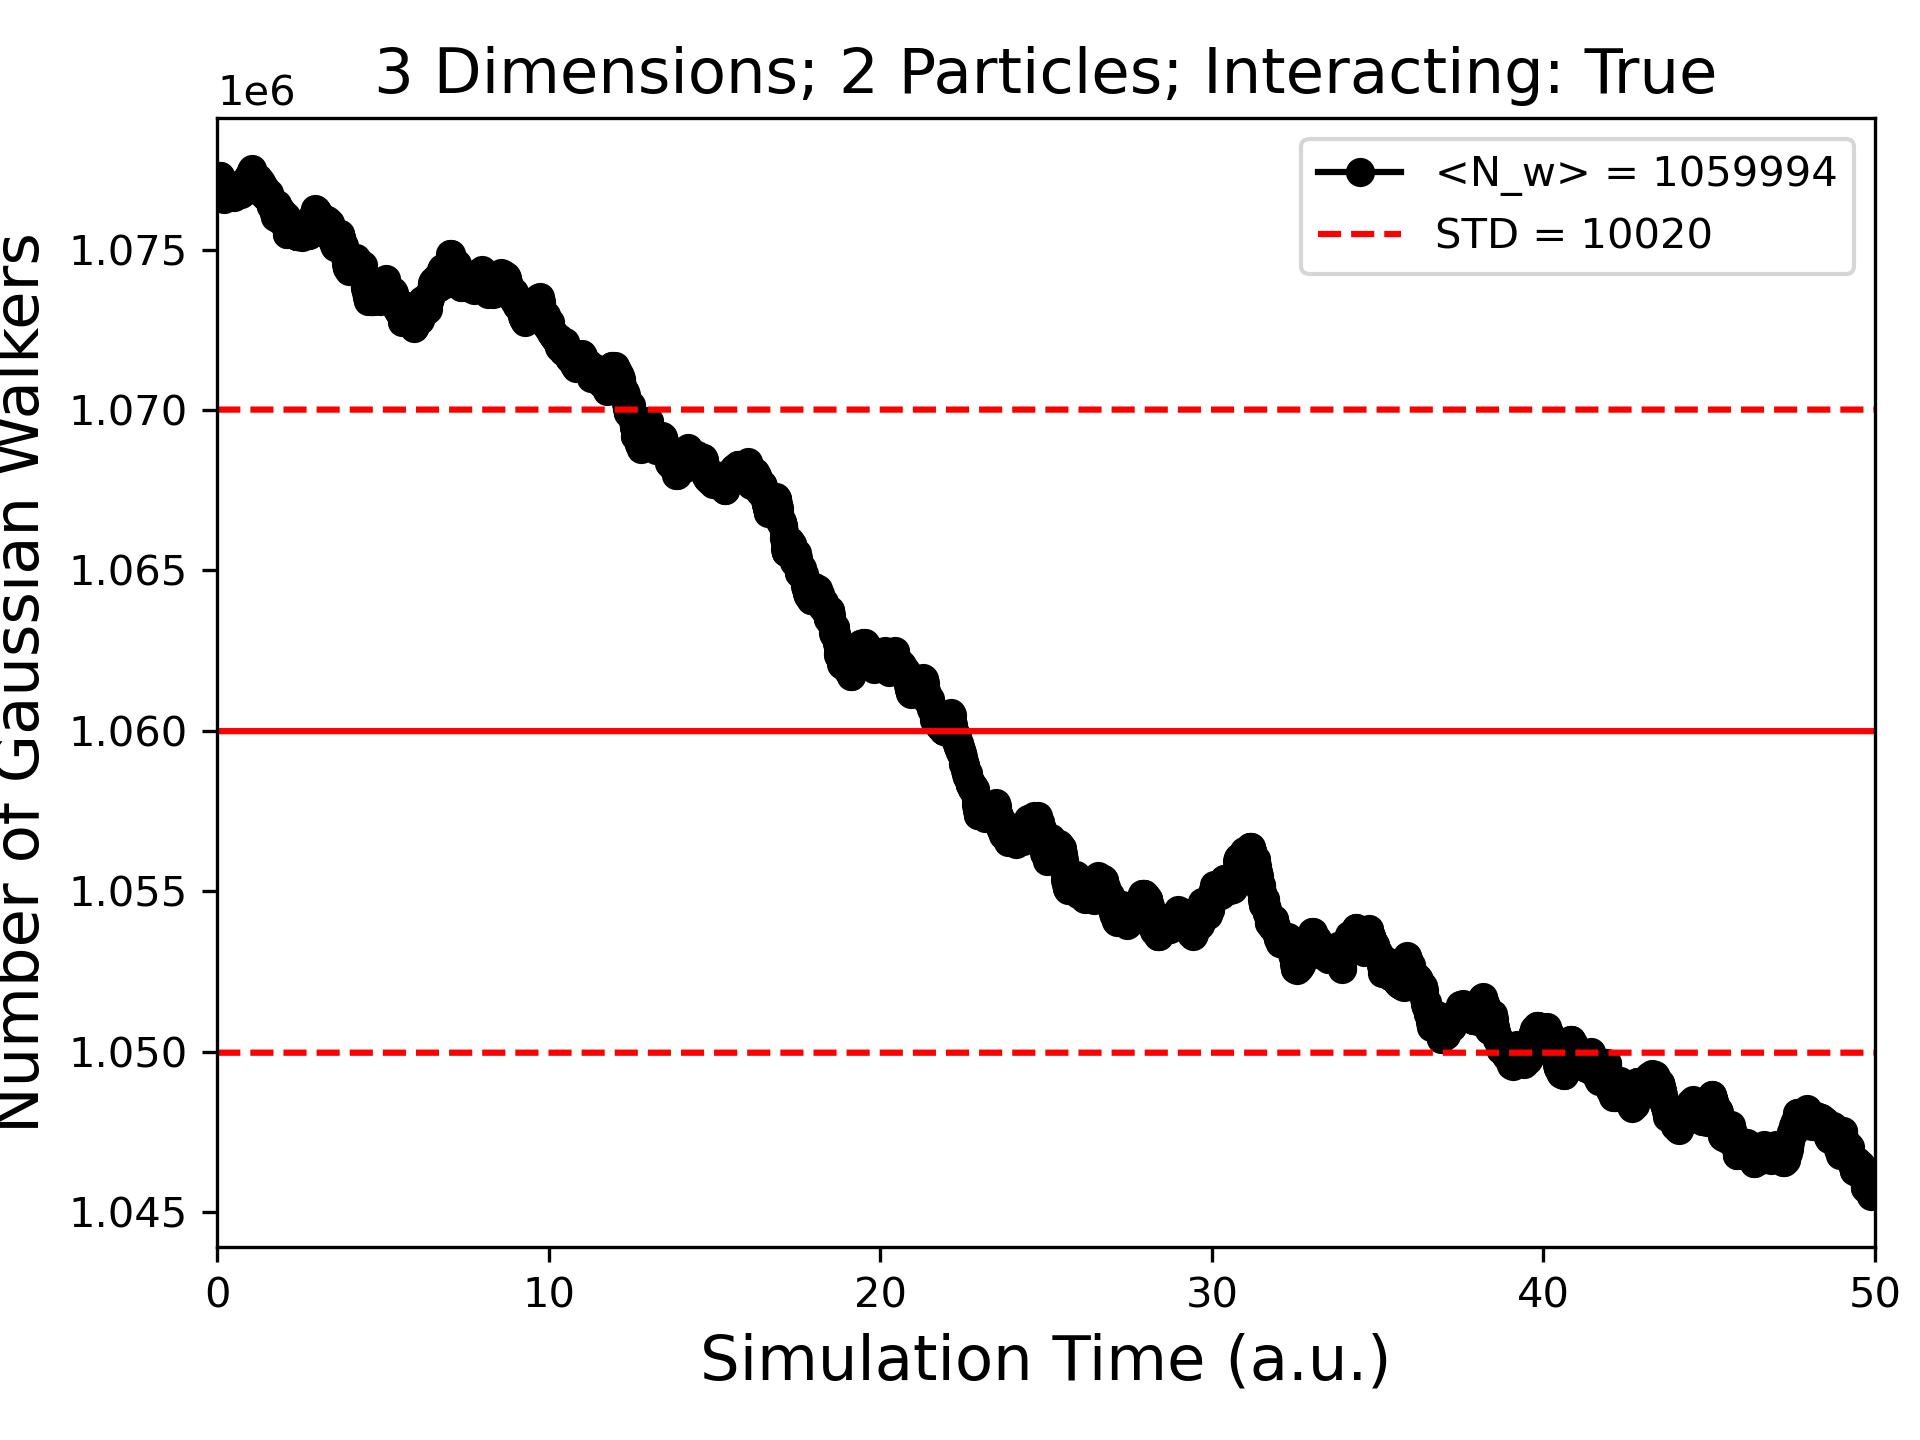 3 Dimensions; 2 Particles; Interacting: True
1e6
<N_w> = 1059994
STD = 10020
Number of Gaussian Walkers
1.075
1.070
1.065
1.060
1.055
1.050
1.045
0 10 20 30 40 50
Simulation Time (a.u.)